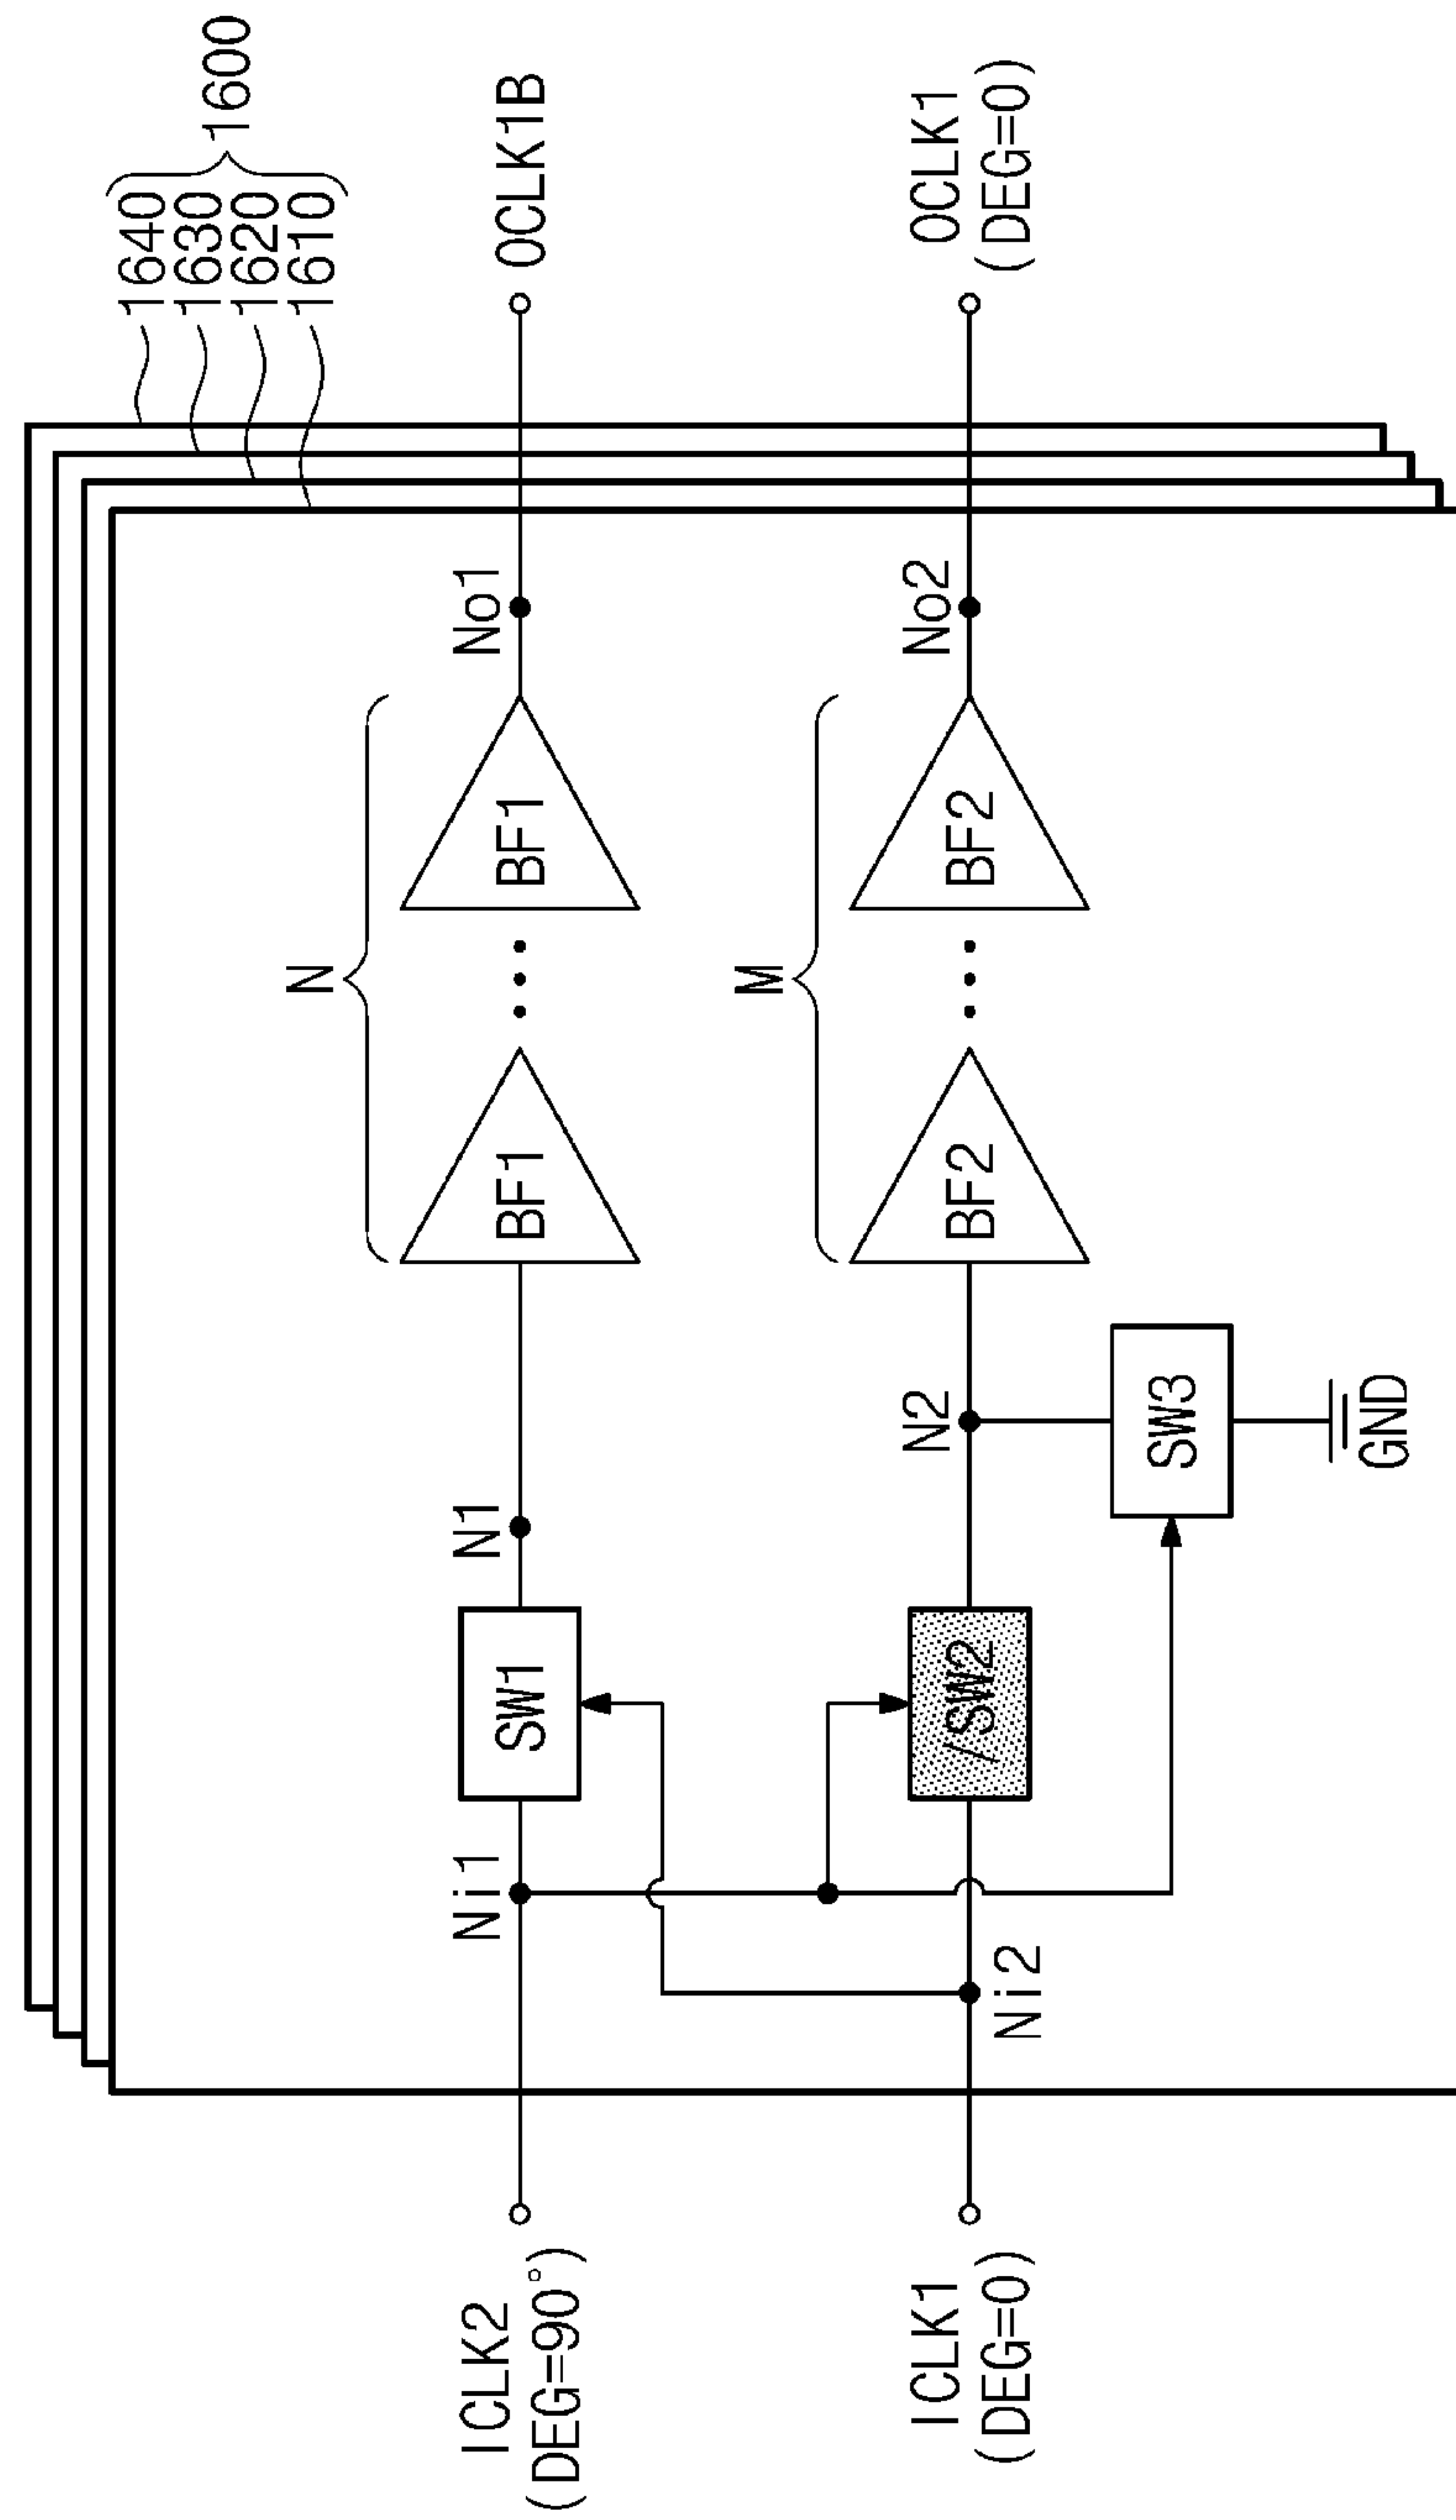 1640
1630
1620
1610
1600
ICLK2
(DEG=90°)
Ni1
SW1
N1
N
BF1
BF1
No1
OCLK1B
ICLK1
(DEG=0)
Ni2
/SW2
N2
M
BF2
BF2
No2
OCLK1
(DEG=0)
SW3
GND